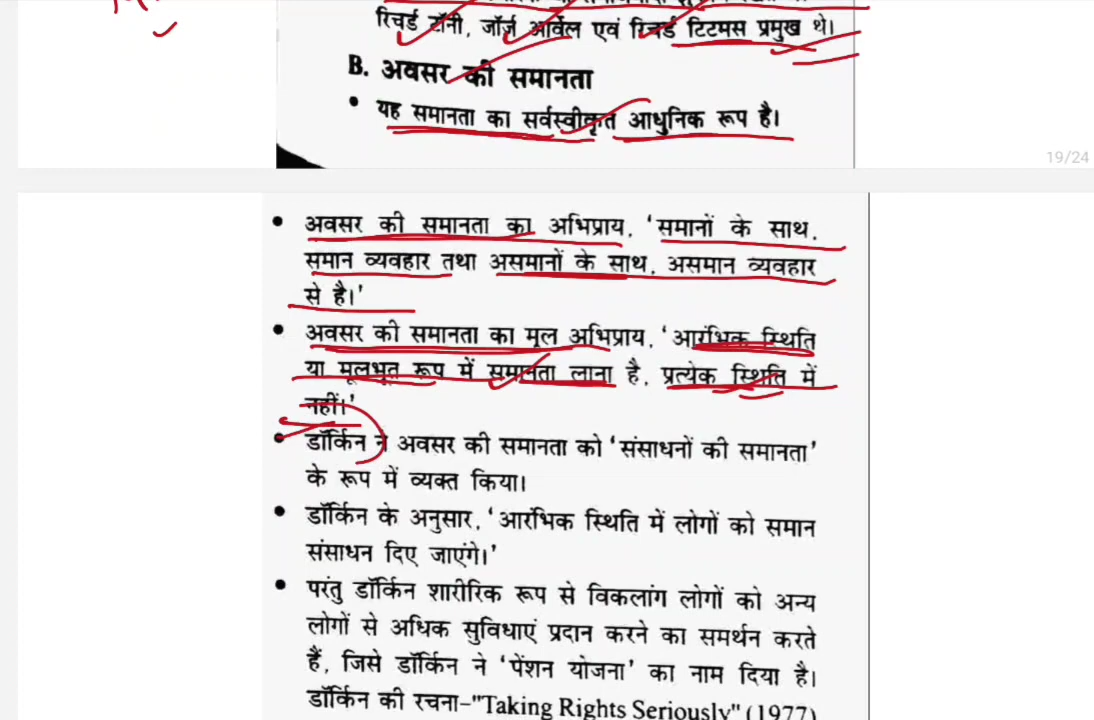 रिचर्ड टॉनी, जॉर्ज ऑर्वेल एवं रिचर्ड टिटमस प्रमुख थे।
B. अवसर की समानता
• यह समानता का सर्वस्वीकृत आधुनिक रूप है।
19/24
• अवसर की समानता का अभिप्राय, 'समानों के साथ,
समान व्यवहार तथा असमानों के साथ, असमान व्यवहार
से है।'
• अवसर की समानता का मूल अभिप्राय, 'आरंभिक स्थिति
या मूलभूत रूप में समानता लाना है, प्रत्येक स्थिति में
नहीं।'
• डॉर्किन ने अवसर की समानता को 'संसाधनों की समानता'
के रूप में व्यक्त किया।
• डॉर्किन के अनुसार, 'आरंभिक स्थिति में लोगों को समान
संसाधन दिए जाएंगे।'
• परंतु डॉर्किन शारीरिक रूप से विकलांग लोगों को अन्य
लोगों से अधिक सुविधाएं प्रदान करने का समर्थन करते
हैं, जिसे डॉर्किन ने 'पेंशन योजना' का नाम दिया है।
डॉर्किन की रचना-"Taking Rights Seriously" (1977)